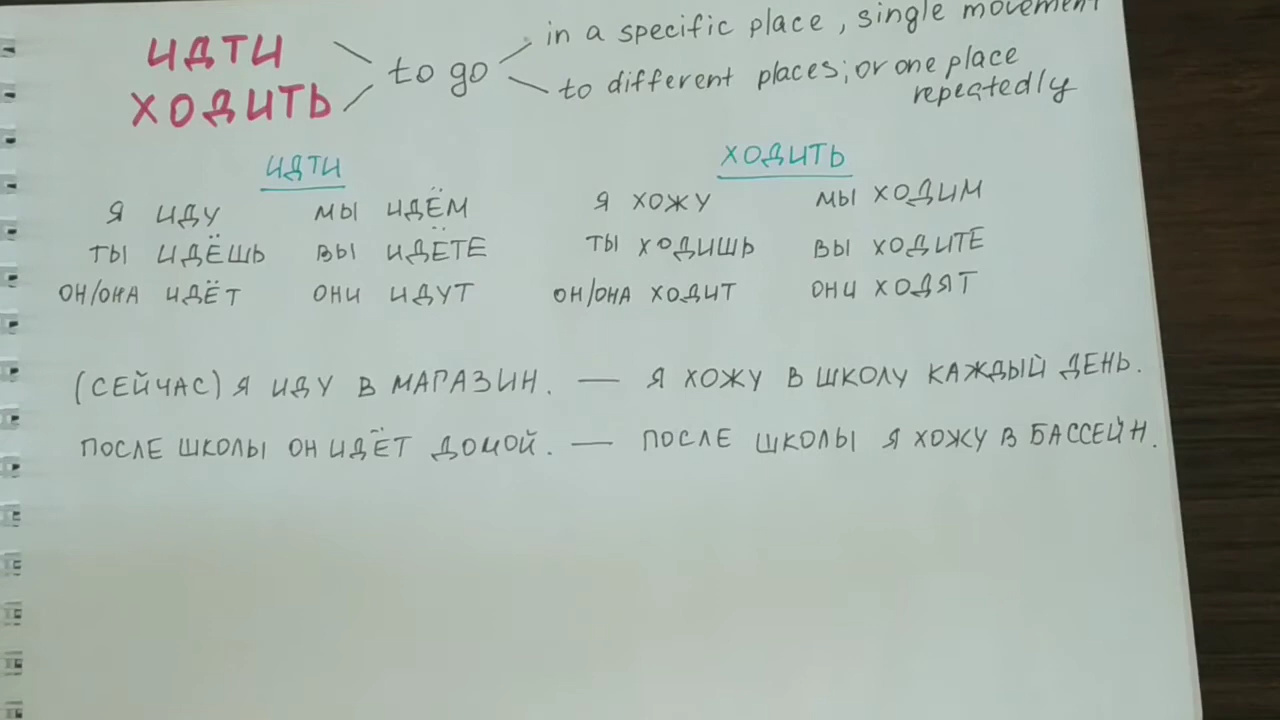 ИДТИ
ХОДИТЬ
to go
in a specific place, single movement
to different places; or one place
repeatedly
ИДТИ
Я ИДУ МЫ ИДЁМ
ТЫ ИДЁШЬ ВЫ ИДЁТЕ
ОН/ОНА ИДЁТ ОНИ ИДУТ
ХОДИТЬ
Я ХОЖУ МЫ ХОДИМ
ТЫ ХОДИШЬ ВЫ ХОДИТЕ
ОН/ОНА ХОДИТ ОНИ ХОДЯТ
(СЕЙЧАС) Я ИДУ В МАГАЗИН. — Я ХОЖУ В ШКОЛУ КАЖДЫЙ ДЕНЬ.
ПОСЛЕ ШКОЛЫ ОН ИДЁТ ДОМОЙ. — ПОСЛЕ ШКОЛЫ Я ХОЖУ В БАССЕЙН.